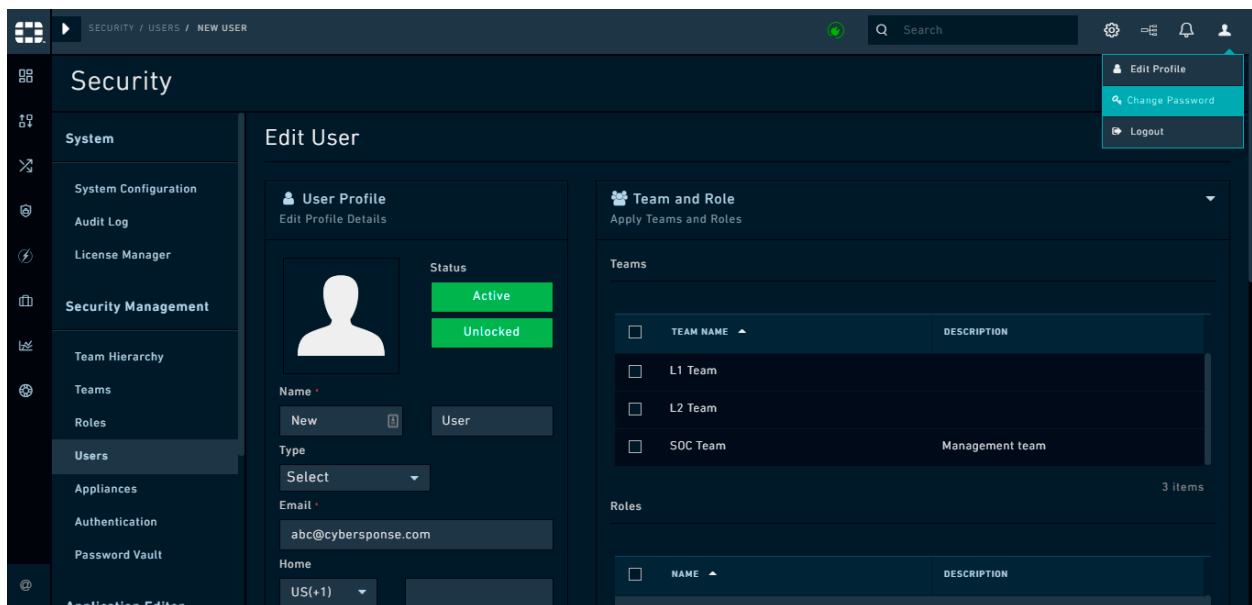 SECURITY / USERS / NEW USER
Search
Edit Profile
Change Password
Logout
Security
System
System Configuration
Audit Log
License Manager
Security Management
Team Hierarchy
Teams
Roles
Users
Appliances
Authentication
Password Vault
Application Editor
@
Edit User
User Profile
Edit Profile Details
Status
Active
Unlocked
Name *
New
User
Type
Select
Email *
abc@cybersponse.com
Home
US(+1)
Team and Role
Apply Teams and Roles
Teams
TEAM NAME DESCRIPTION
L1 Team
L2 Team
SOC Team Management team
3 items
Roles
NAME DESCRIPTION